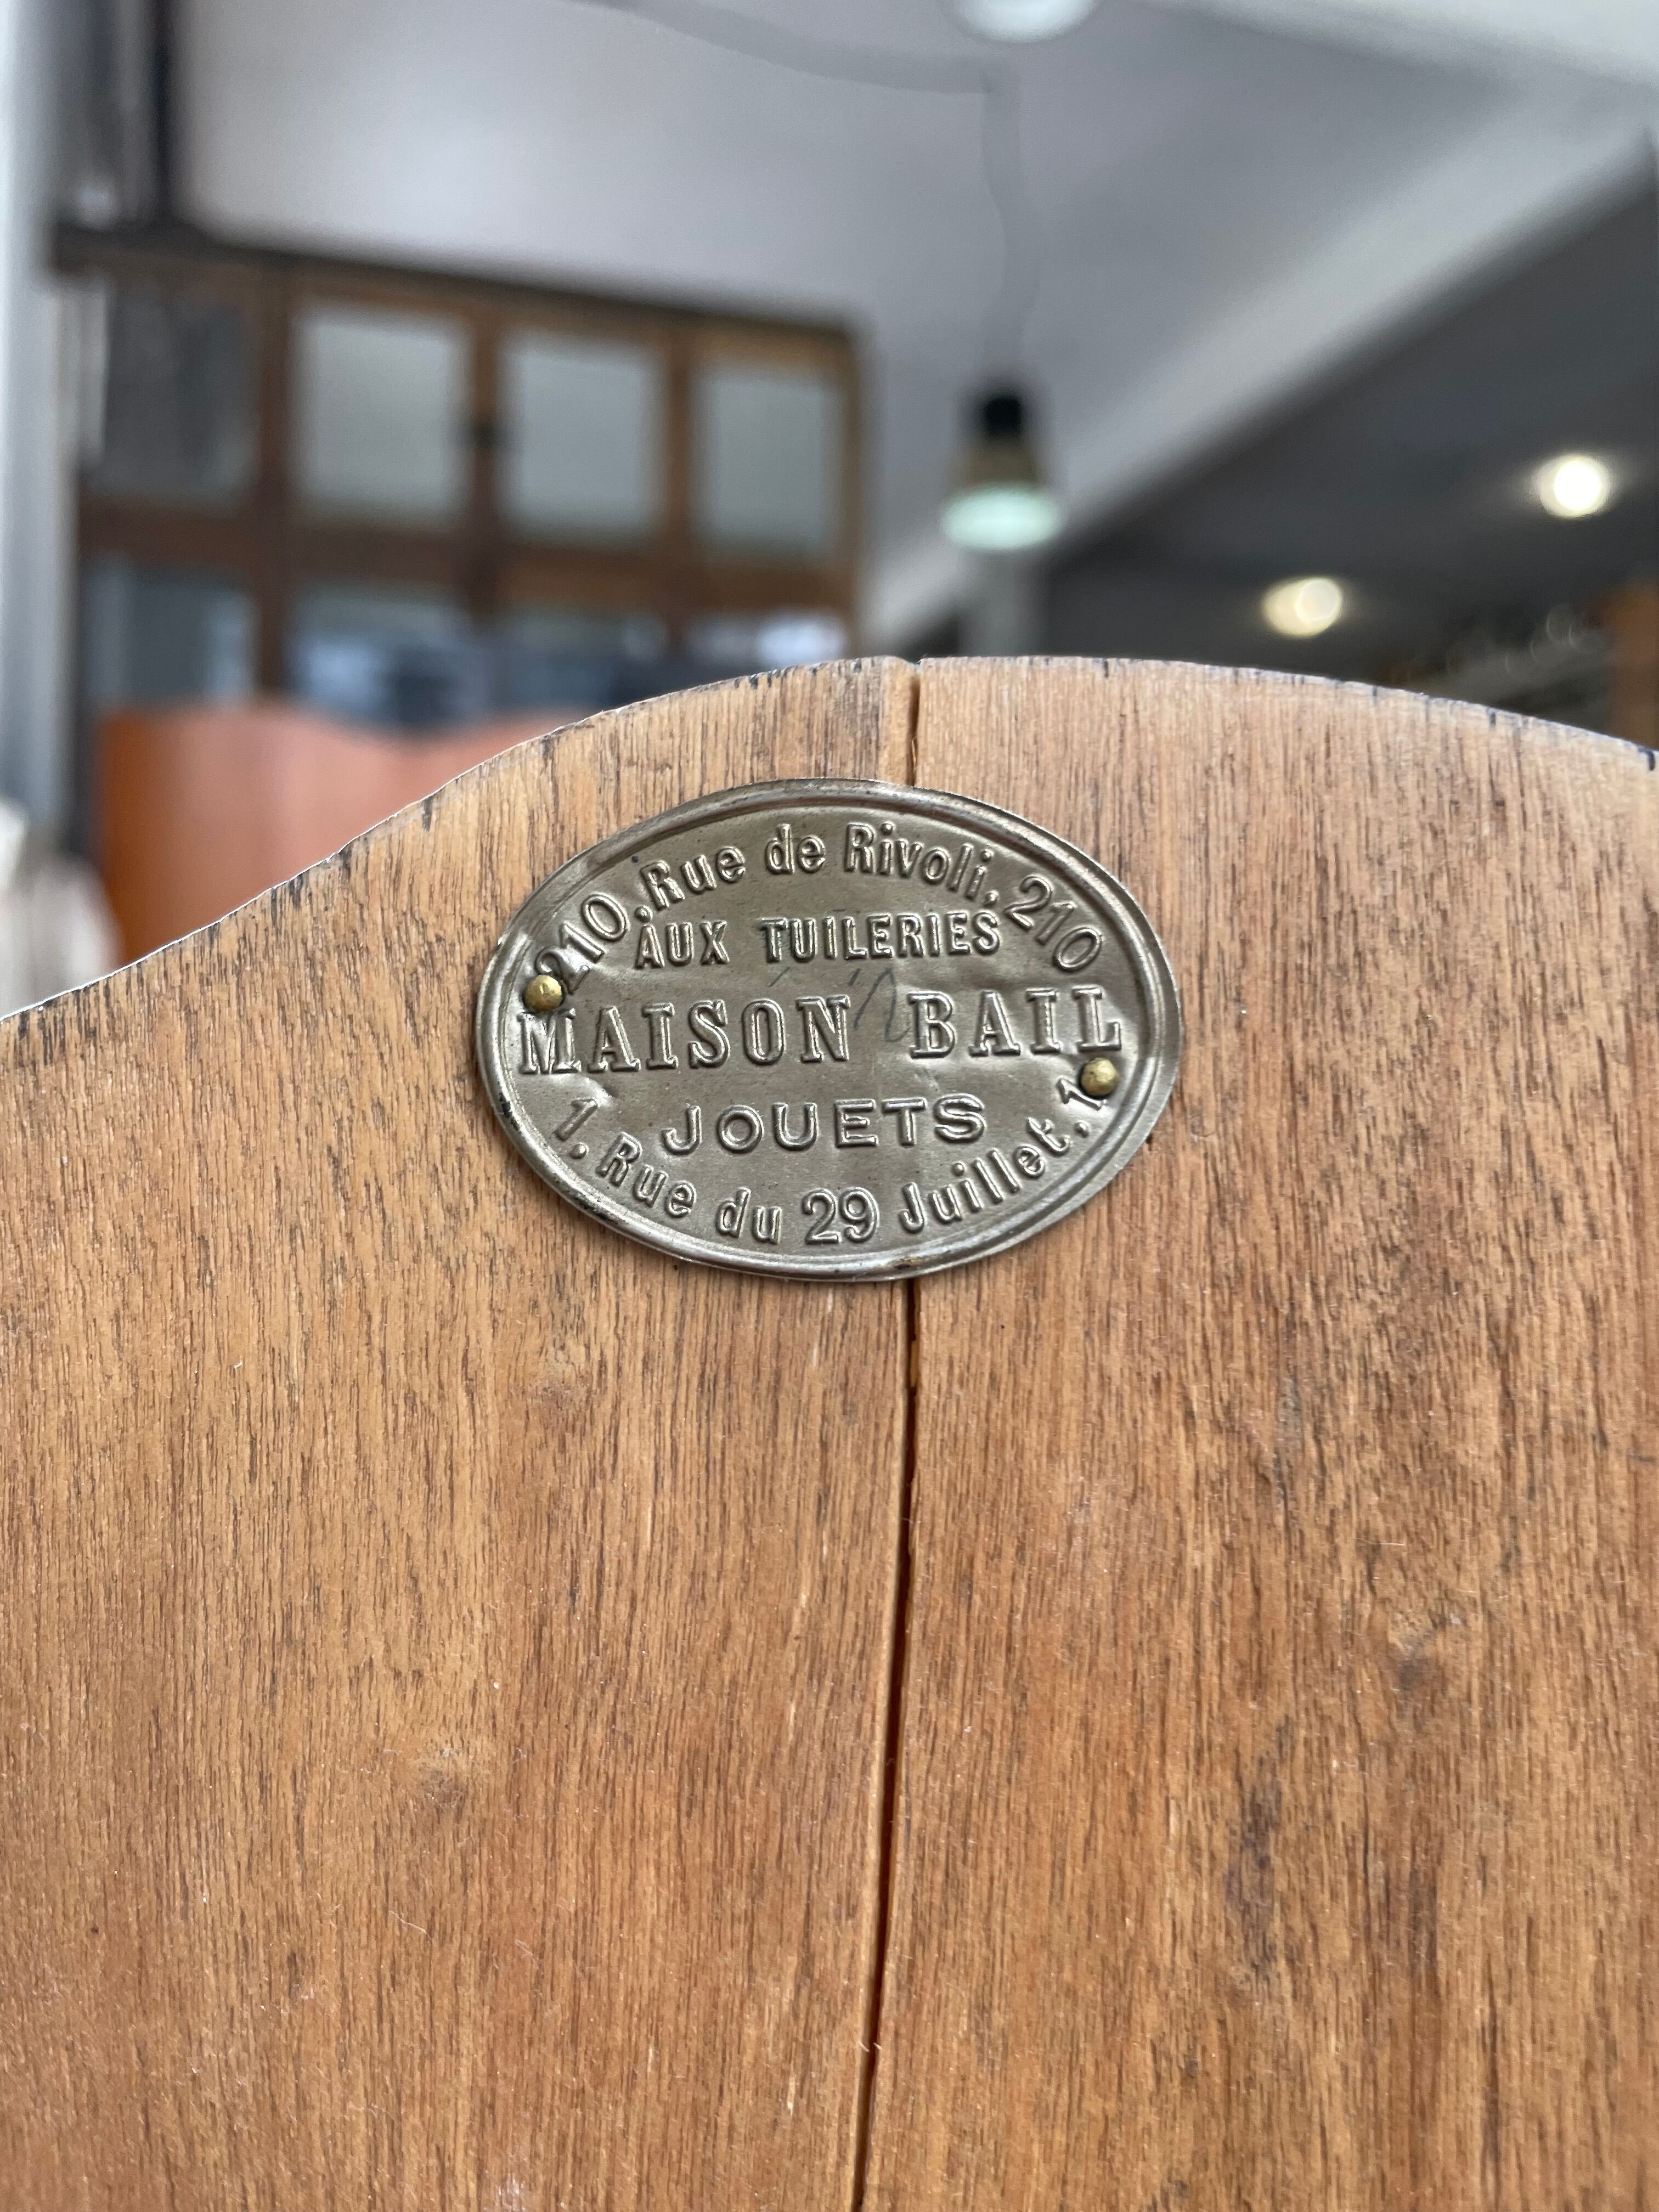 210, Rue de Rivoli, 210
AUX TUILERIES
MAISON BAIL
JOUETS
1, Rue du 29 Juillet, 1